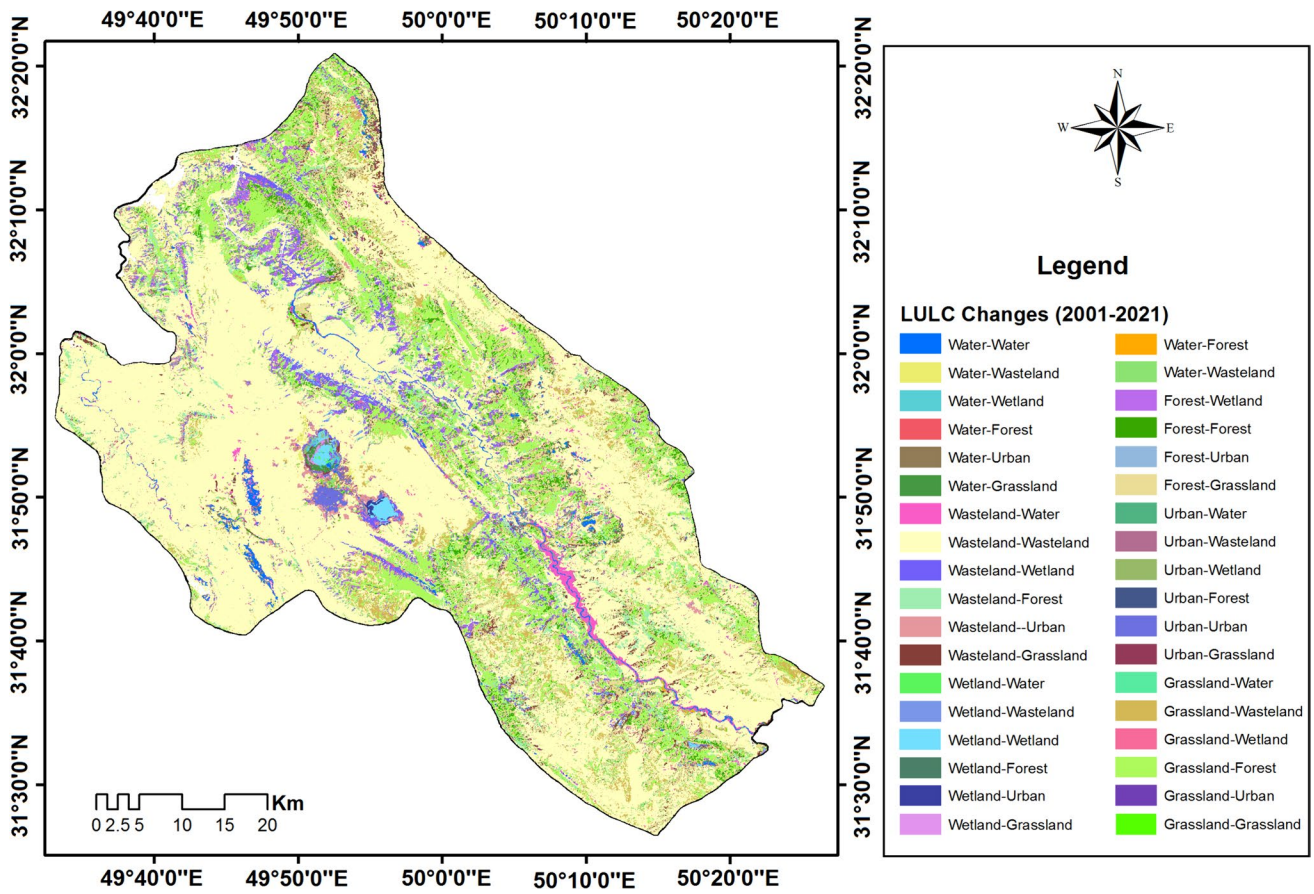 49°40'0"E 49°50'0"E 50°0'0"E 50°10'0"E 50°20'0"E
32°20'0"N 32°20'0"N
32°10'0"N 32°10'0"N
32°0'0"N 32°0'0"N
31°50'0"N 31°50'0"N
31°40'0"N 31°40'0"N
31°30'0"N 31°30'0"N
Km
0 2.5 5 10 15 20
49°40'0"E 49°50'0"E 50°0'0"E 50°10'0"E 50°20'0"E
N
W E
S
Legend
LULC Changes (2001-2021)
Water-Water Water-Forest
Water-Wasteland Water-Wasteland
Water-Wetland Forest-Wetland
Water-Forest Forest-Forest
Water-Urban Forest-Urban
Water-Grassland Forest-Grassland
Wasteland-Water Urban-Water
Wasteland-Wasteland Urban-Wasteland
Wasteland-Wetland Urban-Wetland
Wasteland-Forest Urban-Forest
Wasteland--Urban Urban-Urban
Wasteland-Grassland Urban-Grassland
Wetland-Water Grassland-Water
Wetland-Wasteland Grassland-Wasteland
Wetland-Wetland Grassland-Wetland
Wetland-Forest Grassland-Forest
Wetland-Urban Grassland-Urban
Wetland-Grassland Grassland-Grassland